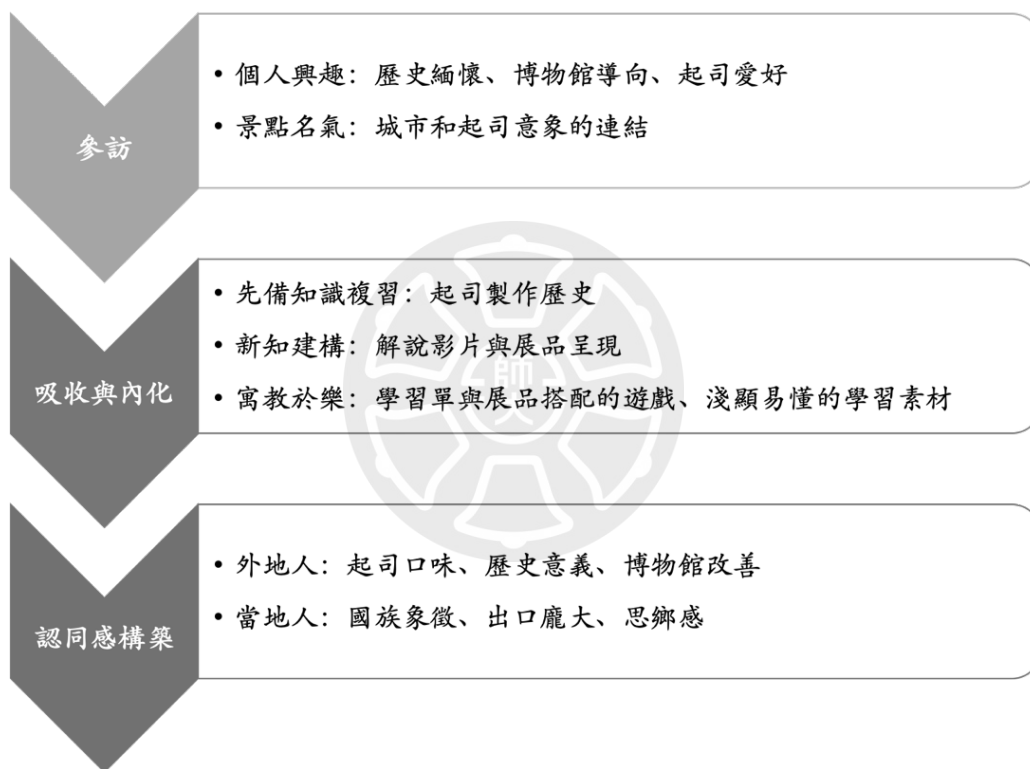 參訪
• 個人興趣：歷史緬懷、博物館導向、起司愛好
• 景點名氣：城市和起司意象的連結
吸收與內化
• 先備知識複習：起司製作歷史
• 新知建構：解說影片與展品呈現
• 寓教於樂：學習單與展品搭配的遊戲、淺顯易懂的學習素材
師大
認同感構築
• 外地人：起司口味、歷史意義、博物館改善
• 當地人：國族象徵、出口龐大、思鄉感